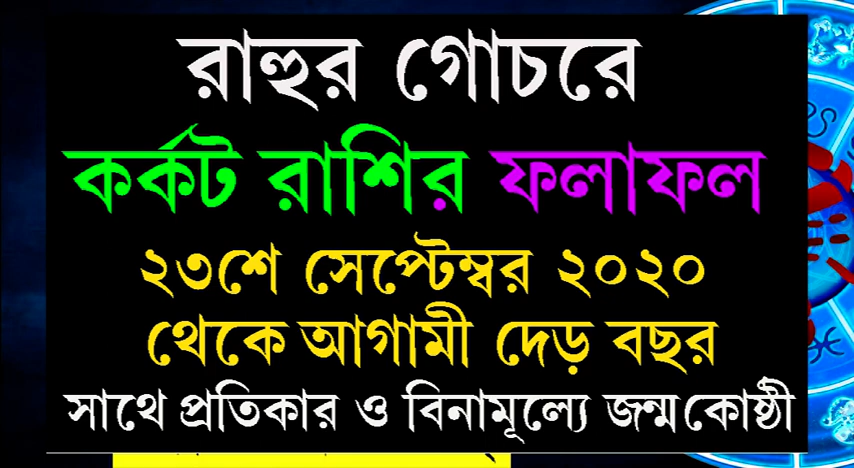 রাহুর গোচরে
কর্কট রাশির ফলাফল
২৩শে সেপ্টেম্বর ২০২০
থেকে আগামী দেড় বছর
সাথে প্রতিকার ও বিনামূল্যে জন্মকোষ্ঠী